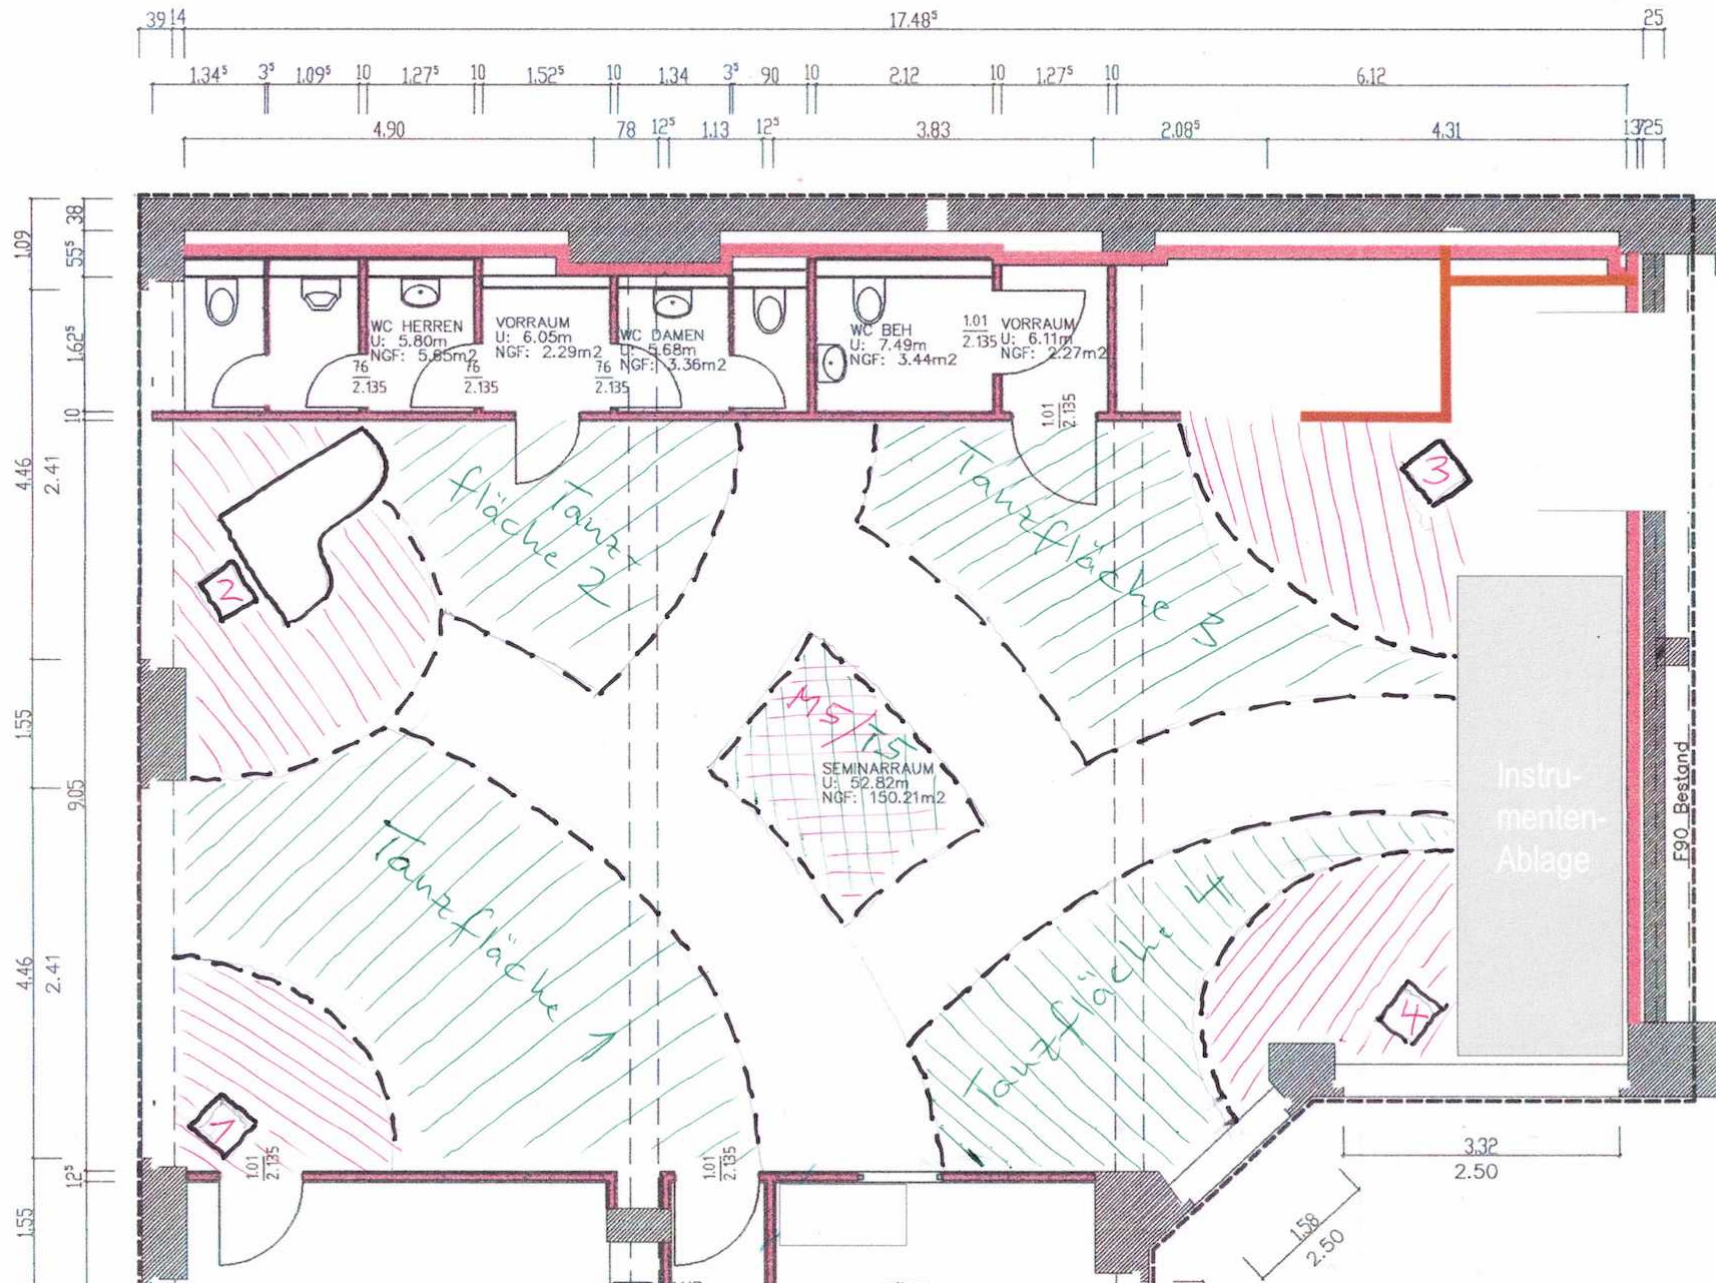 39 14 17.48⁵ 25
1.34⁵ 3⁵ 1.09⁵ 10 1.27⁵ 10 1.52⁵ 10 1.34 3⁵ 90 10 2.12 10 1.27⁵ 10 6.12
4.90 78 12⁵ 1.13 12⁵ 3.83 2.08⁵ 4.31
1.09
38
55⁵
1.62⁵
10
4.46
2.41
1.55
9.05
4.46
2.41
12⁵
1.55
WC HERREN
U: 5.80m
NGF: 5.85m2
76
2.135
VORRAUM
U: 6.05m
NGF: 2.29m2
76
2.135
76
2.135
WC DAMEN
U: 5.68m
NGF: 3.36m2
WC BEH
U: 7.49m
NGF: 3.44m2
1.01
2.135
VORRAUM
U: 6.11m
NGF: 2.27m2
1.01
2.135
Tanz-
fläche 2
Tanzfläche 3
3
2
M5/T5
SEMINARRAUM
U: 52.82m
NGF: 150.21m2
Instru-
menten-
Ablage
F90 Bestand
Tanzfläche 1
Tanzfläche 4
4
1
1.01
2.135
1.01
2.135
3.32
2.50
1.58
2.50